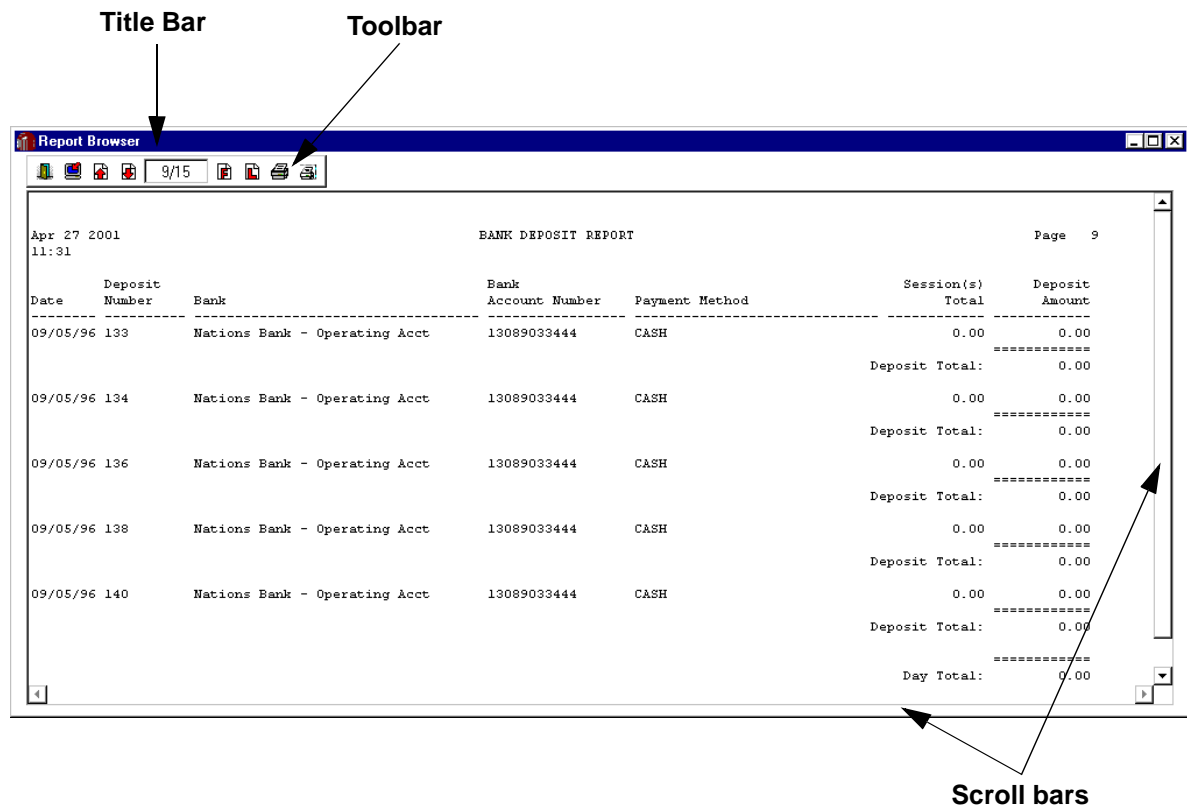 Title Bar
Toolbar
Report Browser
9/15
Apr 27 2001 BANK DEPOSIT REPORT Page 9
11:31
Deposit Bank Session(s) Deposit
Date Number Bank Account Number Payment Method Total Amount
-------- ---------- ----------------------------------- ----------------- ------------------------------ ------------ ------------
09/05/96 133 Nations Bank - Operating Acct 13089033444 CASH 0.00 0.00
============
Deposit Total: 0.00
09/05/96 134 Nations Bank - Operating Acct 13089033444 CASH 0.00 0.00
============
Deposit Total: 0.00
09/05/96 136 Nations Bank - Operating Acct 13089033444 CASH 0.00 0.00
============
Deposit Total: 0.00
09/05/96 138 Nations Bank - Operating Acct 13089033444 CASH 0.00 0.00
============
Deposit Total: 0.00
09/05/96 140 Nations Bank - Operating Acct 13089033444 CASH 0.00 0.00
============
Deposit Total: 0.00
============
Day Total: 0.00
Scroll bars